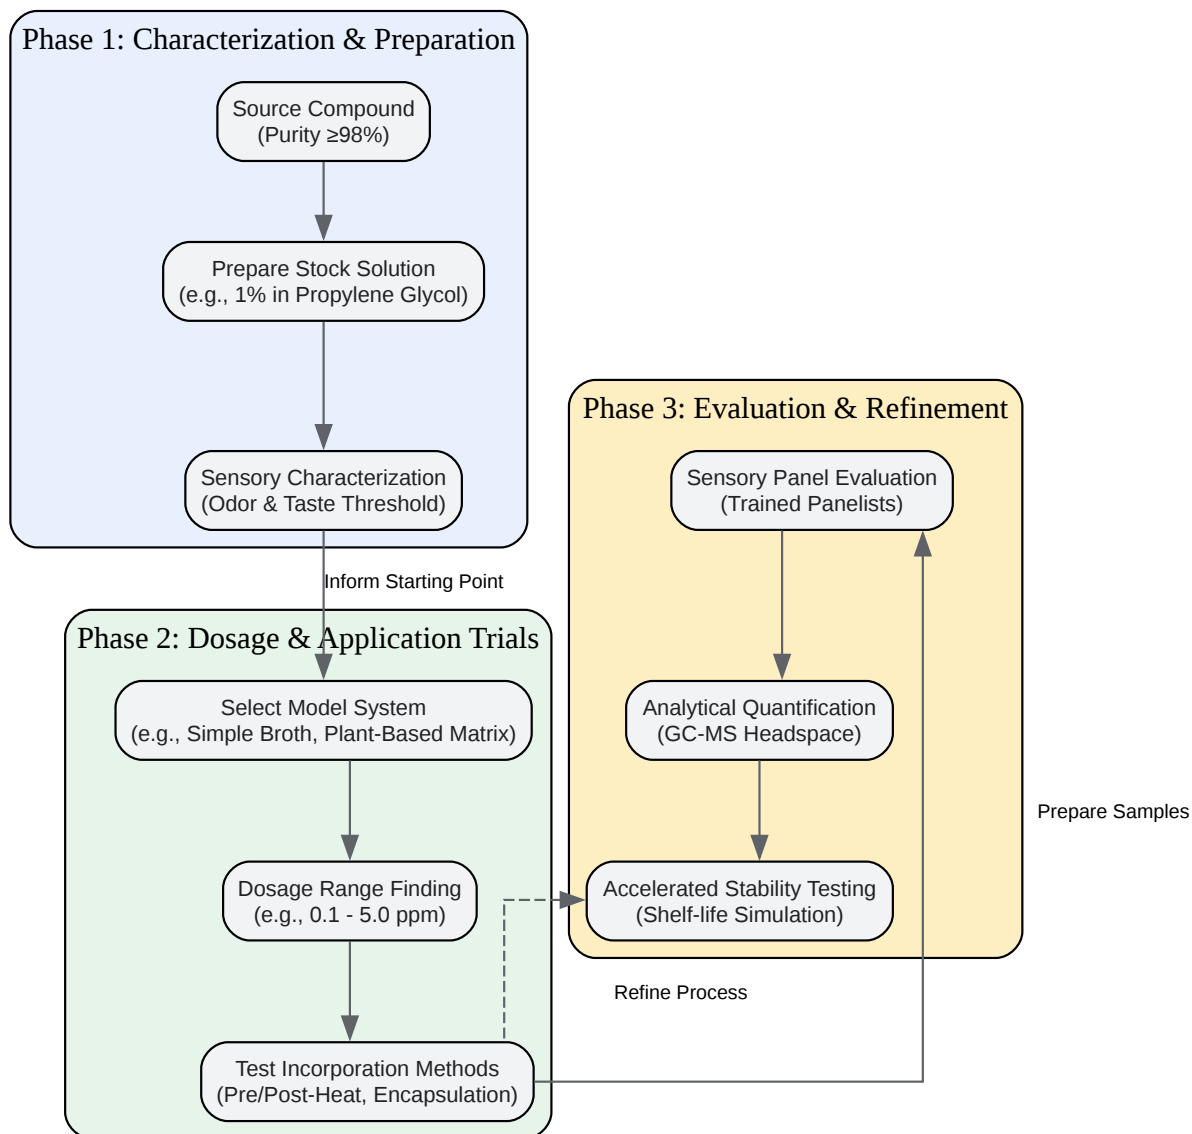 Phase 1: Characterization & Preparation
Source Compound
(Purity ≥98%)
Prepare Stock Solution
(e.g., 1% in Propylene Glycol)
Sensory Characterization
(Odor & Taste Threshold)
Inform Starting Point
Phase 2: Dosage & Application Trials
Select Model System
(e.g., Simple Broth, Plant-Based Matrix)
Dosage Range Finding
(e.g., 0.1 - 5.0 ppm)
Test Incorporation Methods
(Pre/Post-Heat, Encapsulation)
Phase 3: Evaluation & Refinement
Sensory Panel Evaluation
(Trained Panelists)
Analytical Quantification
(GC-MS Headspace)
Accelerated Stability Testing
(Shelf-life Simulation)
Prepare Samples
Refine Process